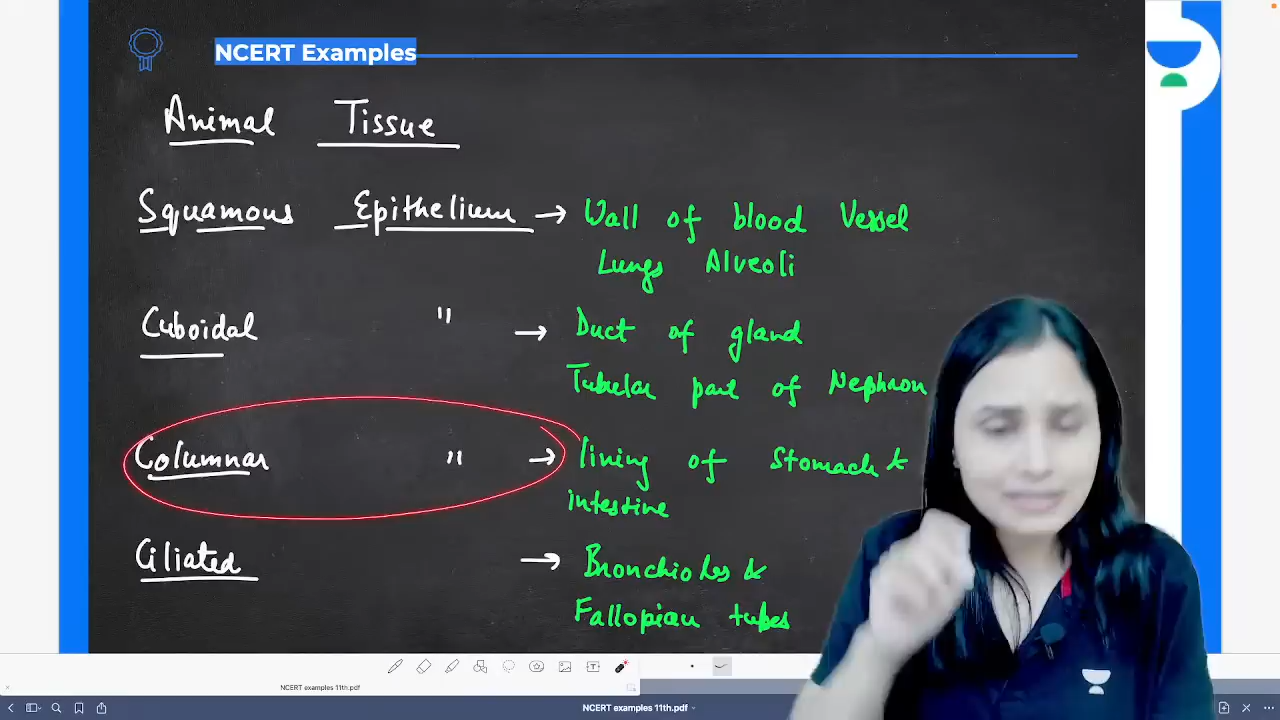 NCERT Examples
Animal Tissue
Squamous Epithelium → Wall of blood Vessel
Lungs Alveoli
Cuboidal " → Duct of gland
Tubular part of Nephron
Columnar " → lining of Stomach &
intestine
Ciliated → Bronchioles &
Fallopian tubes
NCERT examples 11th.pdf
NCERT examples 11th.pdf